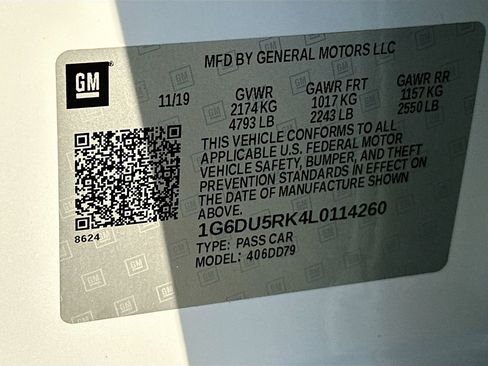 GM
MFD BY GENERAL MOTORS LLC
11/19
GVWR GAWR FRT GAWR RR
2174 KG 1017 KG 1157 KG
4793 LB 2243 LB 2550 LB
THIS VEHICLE CONFORMS TO ALL
APPLICABLE U.S. FEDERAL MOTOR
VEHICLE SAFETY, BUMPER, AND THEFT
PREVENTION STANDARDS IN EFFECT ON
THE DATE OF MANUFACTURE SHOWN
ABOVE.
8624
1G6DU5RK4L0114260
TYPE: PASS CAR
MODEL: 406DD79